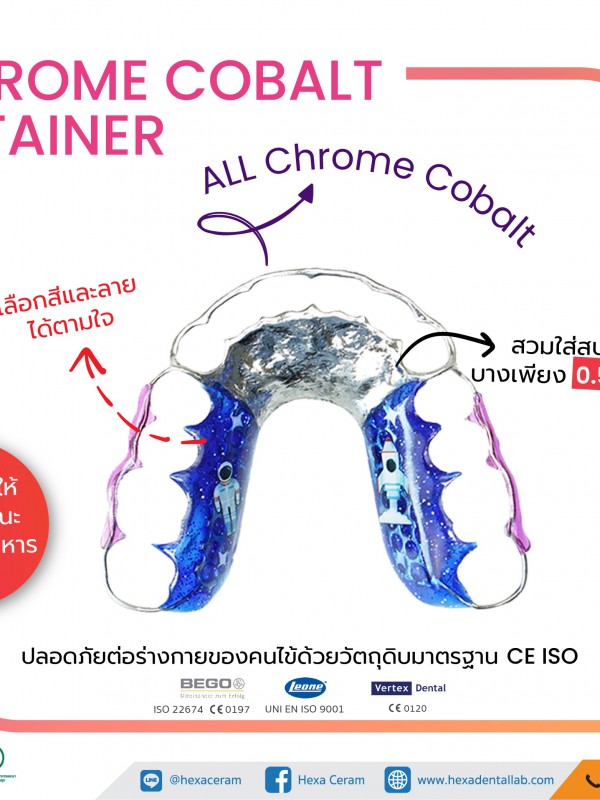 ROME COBALT
TAINER
ALL Chrome Cobalt
เลือกสีและลาย
ได้ตามใจ
สวมใส่สบ
บางเพียง 0.5
ให้
นะ
หาร
ปลอดภัยต่อร่างกายของคนไข้ด้วยวัตถุดิบมาตรฐาน CE ISO
BEGO
Leone
Vertex Dental
ISO 22674 CE 0197
UNI EN ISO 9001
CE 0120
@hexaceram
Hexa Ceram
www.hexadentallab.com